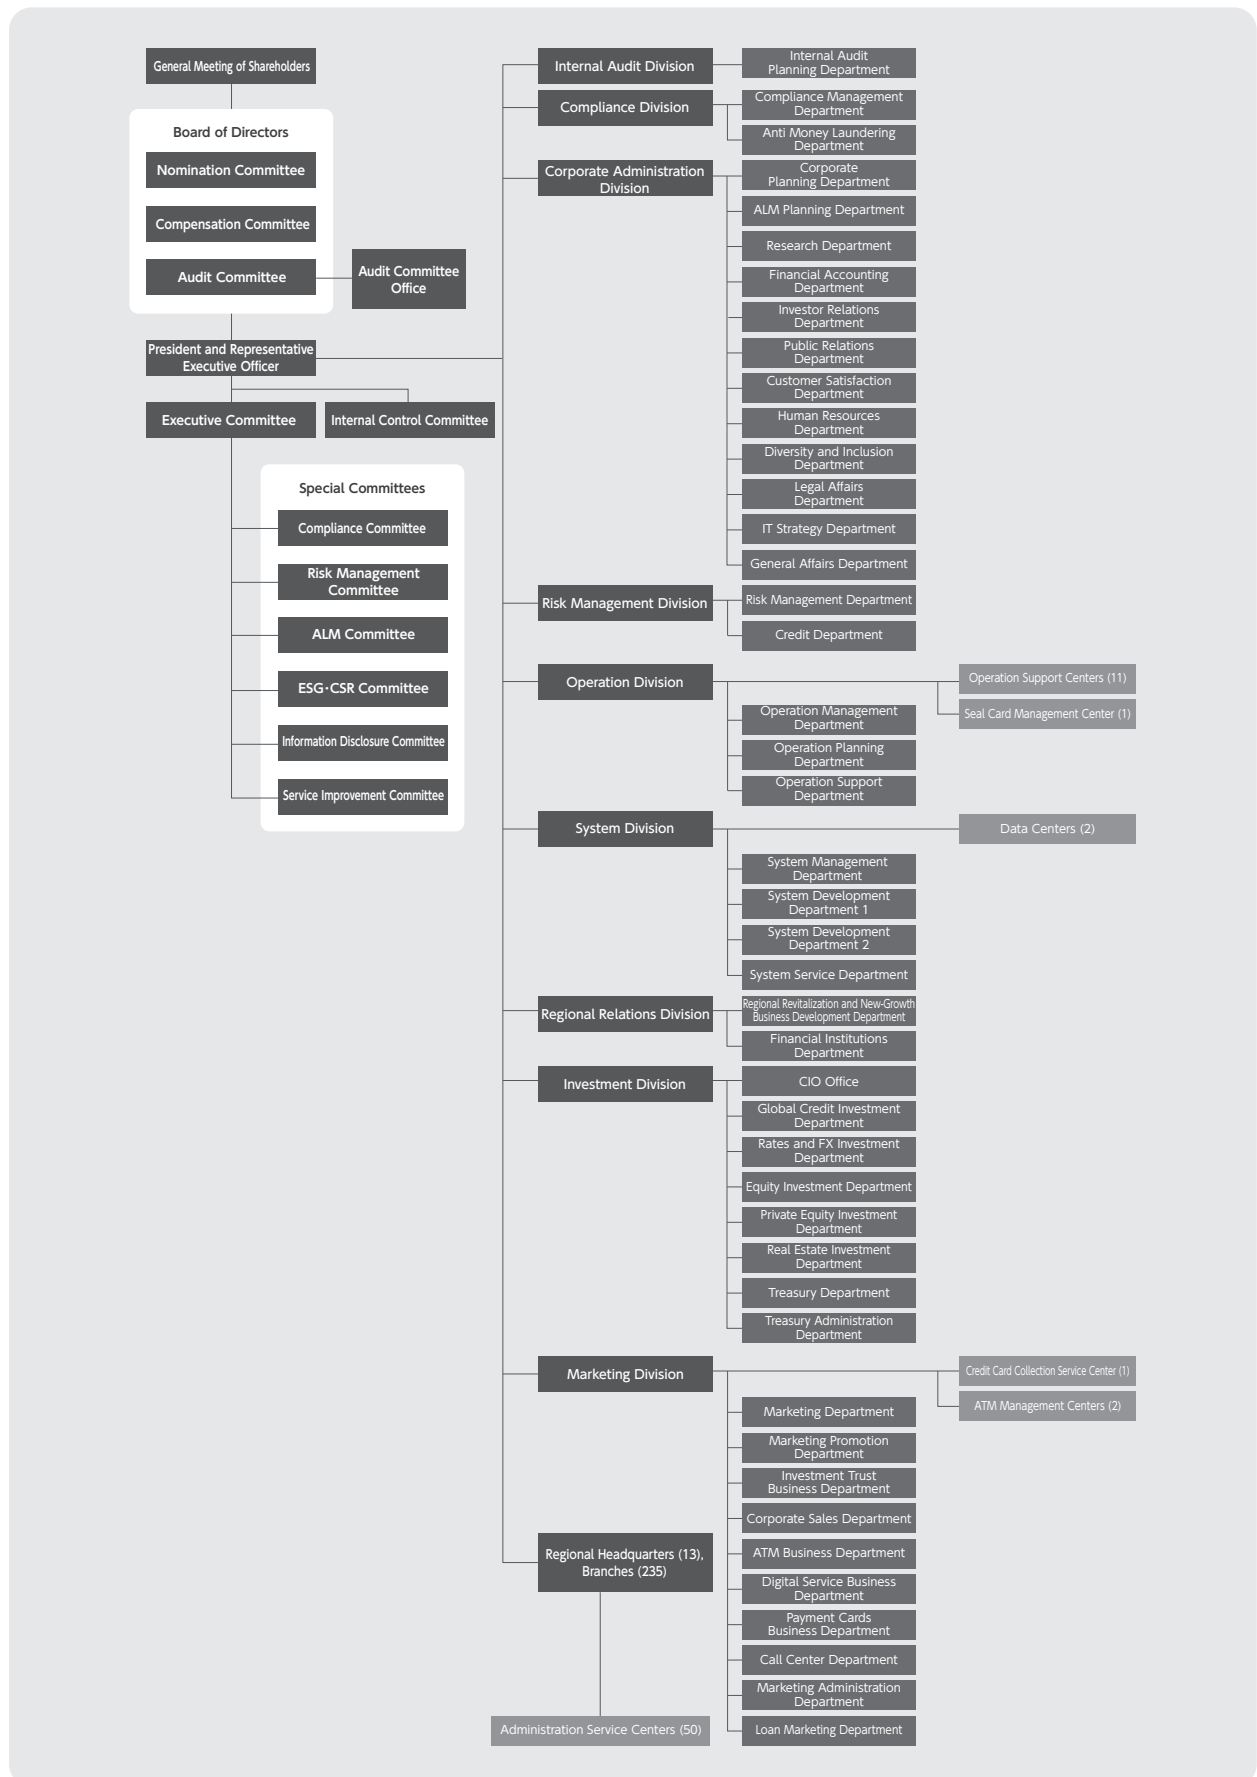 General Meeting of Shareholders
Board of Directors
Nomination Committee
Compensation Committee
Audit Committee
Audit Committee
Office
President and Representative
Executive Officer
Executive Committee
Internal Control Committee
Special Committees
Compliance Committee
Risk Management
Committee
ALM Committee
ESG・CSR Committee
Information Disclosure Committee
Service Improvement Committee
Internal Audit Division
Internal Audit
Planning Department
Compliance Division
Compliance Management
Department
Anti Money Laundering
Department
Corporate Administration
Division
Corporate
Planning Department
ALM Planning Department
Research Department
Financial Accounting
Department
Investor Relations
Department
Public Relations
Department
Customer Satisfaction
Department
Human Resources
Department
Diversity and Inclusion
Department
Legal Affairs
Department
IT Strategy Department
General Affairs Department
Risk Management Division
Risk Management Department
Credit Department
Operation Division
Operation Support Centers (11)
Seal Card Management Center (1)
Operation Management
Department
Operation Planning
Department
Operation Support
Department
System Division
Data Centers (2)
System Management
Department
System Development
Department 1
System Development
Department 2
System Service Department
Regional Relations Division
Regional Revitalization and New-Growth
Business Development Department
Financial Institutions
Department
Investment Division
CIO Office
Global Credit Investment
Department
Rates and FX Investment
Department
Equity Investment Department
Private Equity Investment
Department
Real Estate Investment
Department
Treasury Department
Treasury Administration
Department
Marketing Division
Credit Card Collection Service Center (1)
ATM Management Centers (2)
Marketing Department
Marketing Promotion
Department
Investment Trust
Business Department
Corporate Sales Department
ATM Business Department
Digital Service Business
Department
Payment Cards
Business Department
Call Center Department
Marketing Administration
Department
Loan Marketing Department
Regional Headquarters (13),
Branches (235)
Administration Service Centers (50)